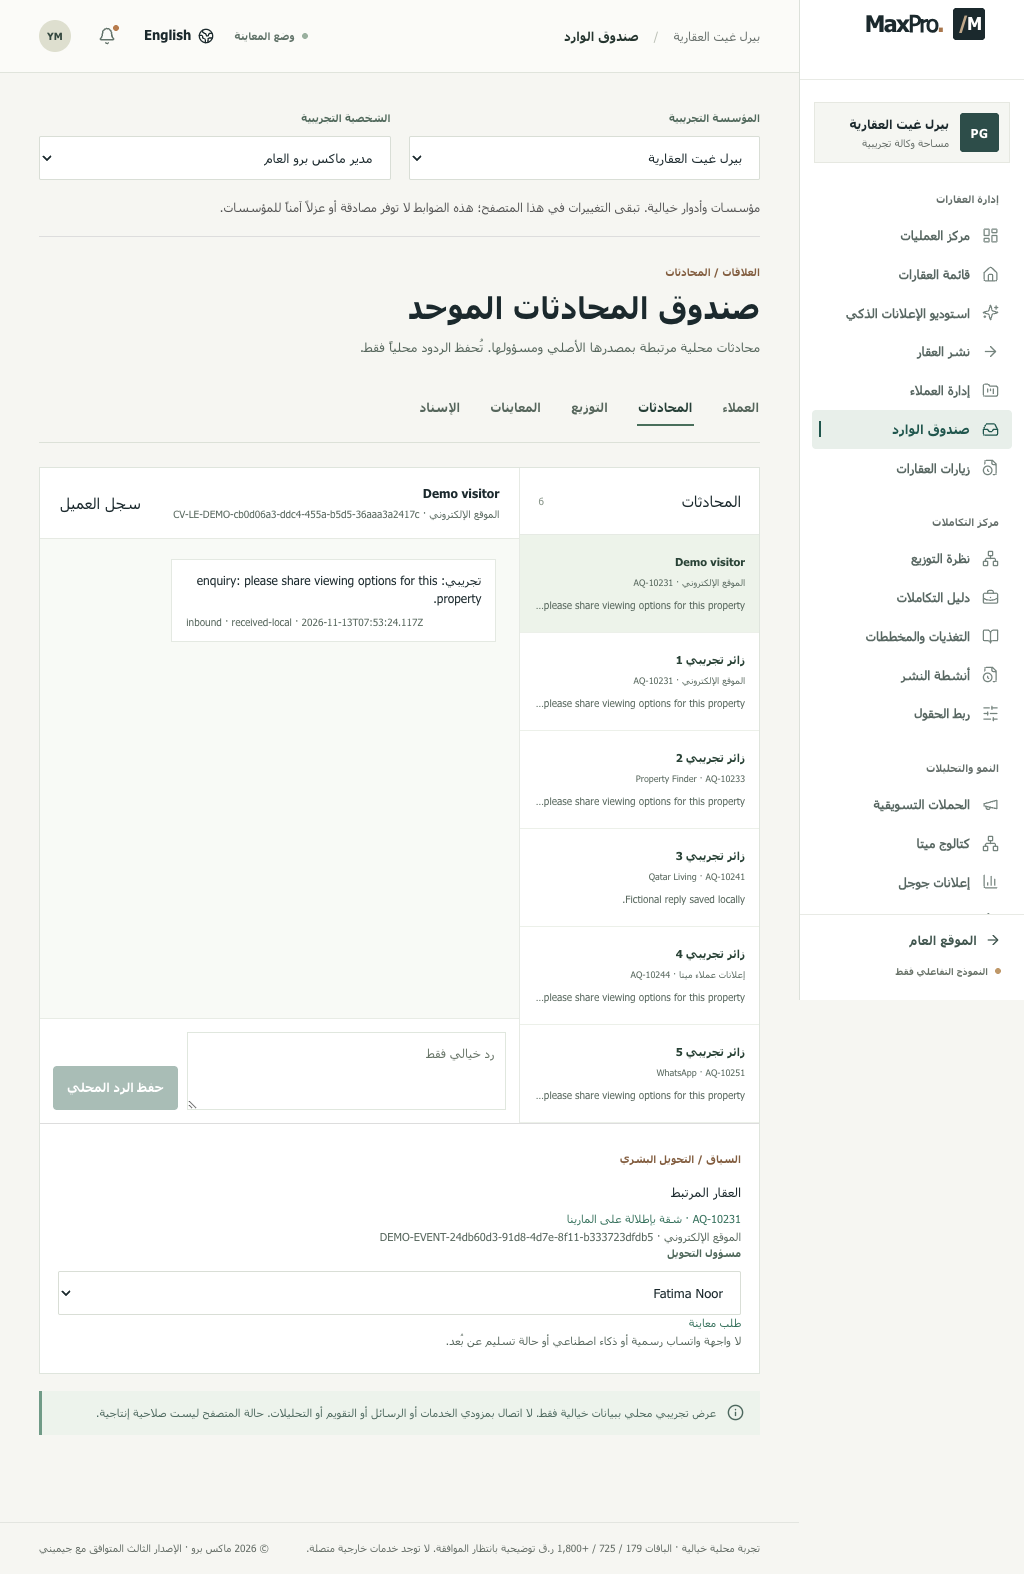 MaxPro.
/M
بيرل غيت العقارية / صندوق الوارد
وضع المعاينة
English
YM
PG
بيرل غيت العقارية
مساحة وكالة تجريبية
إدارة العقارات
مركز العمليات
قائمة العقارات
استوديو الإعلانات الذكي
نشر العقار
إدارة العملاء
صندوق الوارد
زيارات العقارات
مركز التكاملات
نظرة التوزيع
دليل التكاملات
التغذيات والمخططات
أنشطة النشر
ربط الحقول
النمو والتحليلات
الحملات التسويقية
كتالوج ميتا
إعلانات جوجل
الموقع العام
النموذج التفاعلي فقط
المؤسسة التجريبية
بيرل غيت العقارية
الشخصية التجريبية
مدير ماكس برو العام
مؤسسات وأدوار خيالية. تبقى التغييرات في هذا المتصفح؛ هذه الضوابط لا توفر مصادقة أو عزلاً آمناً للمؤسسات.
العلاقات / المحادثات
صندوق المحادثات الموحد
محادثات محلية مرتبطة بمصدرها الأصلي ومسؤولها. تُحفظ الردود محلياً فقط.
العملاء
المحادثات
التوزيع
المعاينات
الإسناد
المحادثات
6
Demo visitor
الموقع الإلكتروني · AQ-10231
please share viewing options for this property...
زائر تجريبي 1
الموقع الإلكتروني · AQ-10231
please share viewing options for this property...
زائر تجريبي 2
Property Finder · AQ-10233
please share viewing options for this property...
زائر تجريبي 3
Qatar Living · AQ-10241
Fictional reply saved locally.
زائر تجريبي 4
إعلانات عملاء ميتا · AQ-10244
please share viewing options for this property...
زائر تجريبي 5
WhatsApp · AQ-10251
please share viewing options for this property...
Demo visitor
الموقع الإلكتروني · CV-LE-DEMO-cb0d06a3-ddc4-455a-b5d5-36aaa3a2417c
سجل العميل
تجريبي: enquiry: please share viewing options for this
property.
inbound · received-local · 2026-11-13T07:53:24.117Z
رد خيالي فقط
حفظ الرد المحلي
السياق / التحويل البشري
العقار المرتبط
AQ-10231 · شقة بإطلالة على المارينا
الموقع الإلكتروني · DEMO-EVENT-24db60d3-91d8-4d7e-8f11-b333723dfdb5
مسؤول التحويل
Fatima Noor
طلب معاينة
لا واجهة واتساب رسمية أو ذكاء اصطناعي أو حالة تسليم عن بُعد.
عرض تجريبي محلي ببيانات خيالية فقط. لا اتصال بمزودي الخدمات أو الرسائل أو التقويم أو التحليلات. حالة المتصفح ليست صلاحية إنتاجية.
تجربة محلية خيالية · الباقات 179 / 725 / 1,800+ ر.ق توضيحية بانتظار الموافقة. لا توجد خدمات خارجية متصلة.
© 2026 ماكس برو · الإصدار الثالث المتوافق مع جيميني